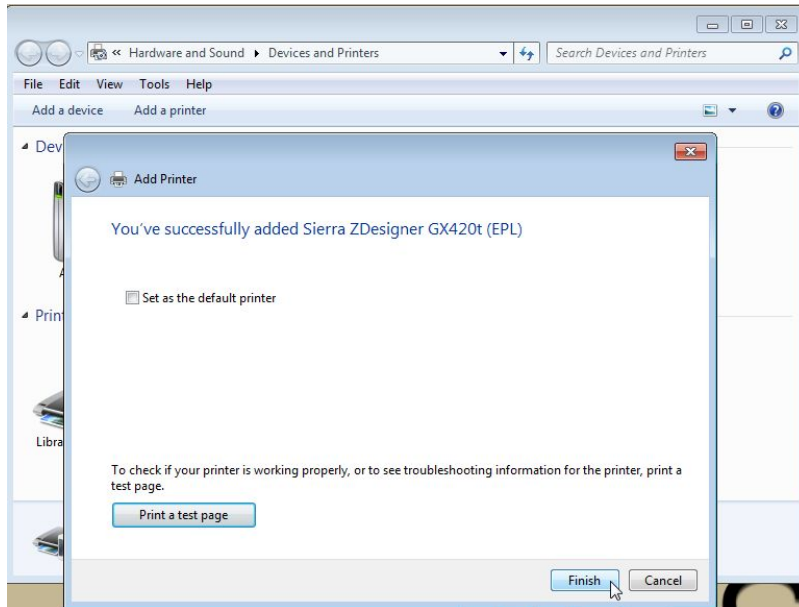 « Hardware and Sound ▸ Devices and Printers
Search Devices and Printers
File Edit View Tools Help
Add a device Add a printer
Dev
Add Printer
You've successfully added Sierra ZDesigner GX420t (EPL)
A
Set as the default printer
Print
Libra
To check if your printer is working properly, or to see troubleshooting information for the printer, print a
test page.
Print a test page
Finish Cancel